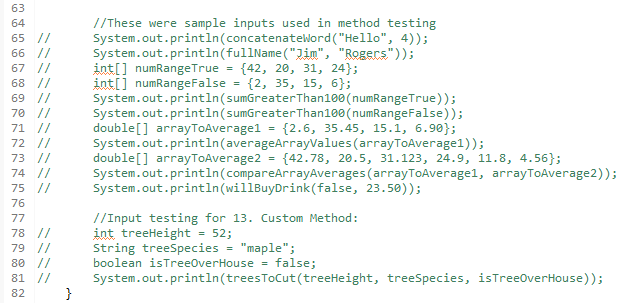 63
64 //These were sample inputs used in method testing
65 // System.out.println(concatenateWord("Hello", 4));
66 // System.out.println(fullName("Jim", "Rogers"));
67 // int[] numRangeTrue = {42, 20, 31, 24};
68 // int[] numRangeFalse = {2, 35, 15, 6};
69 // System.out.println(sumGreaterThan100(numRangeTrue));
70 // System.out.println(sumGreaterThan100(numRangeFalse));
71 // double[] arrayToAverage1 = {2.6, 35.45, 15.1, 6.90};
72 // System.out.println(averageArrayValues(arrayToAverage1));
73 // double[] arrayToAverage2 = {42.78, 20.5, 31.123, 24.9, 11.8, 4.56};
74 // System.out.println(compareArrayAverages(arrayToAverage1, arrayToAverage2));
75 // System.out.println(willBuyDrink(false, 23.50));
76
77 //Input testing for 13. Custom Method:
78 // int treeHeight = 52;
79 // String treeSpecies = "maple";
80 // boolean isTreeOverHouse = false;
81 // System.out.println(treesToCut(treeHeight, treeSpecies, isTreeOverHouse));
82 }